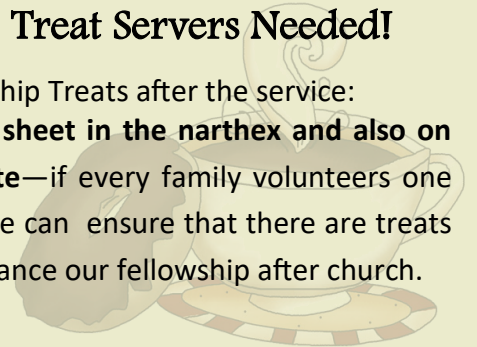 Treat Servers Needed!
hip Treats after the service:
sheet in the narthex and also on
te—if every family volunteers one
e can ensure that there are treats
ance our fellowship after church.